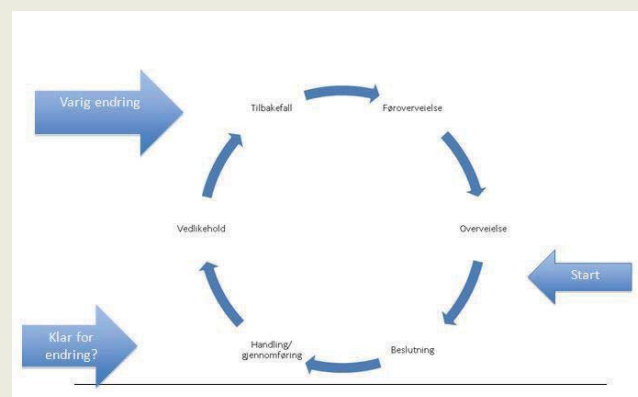 Varig endring
Tilbakefall
Føroverveielse
Vedlikehold
Overveielse
Start
Klar for
endring?
Handling/
gjennomføring
Beslutning